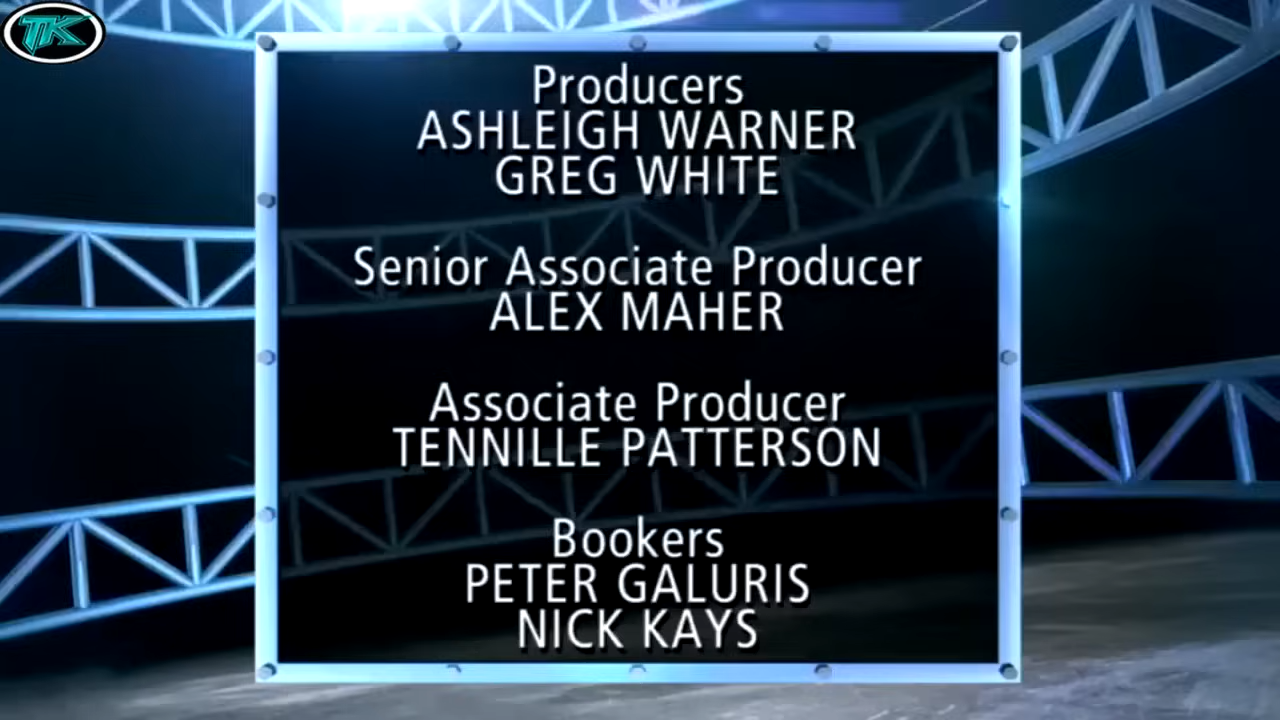 TK
Producers
ASHLEIGH WARNER
GREG WHITE
Senior Associate Producer
ALEX MAHER
Associate Producer
TENNILLE PATTERSON
Bookers
PETER GALURIS
NICK KAYS